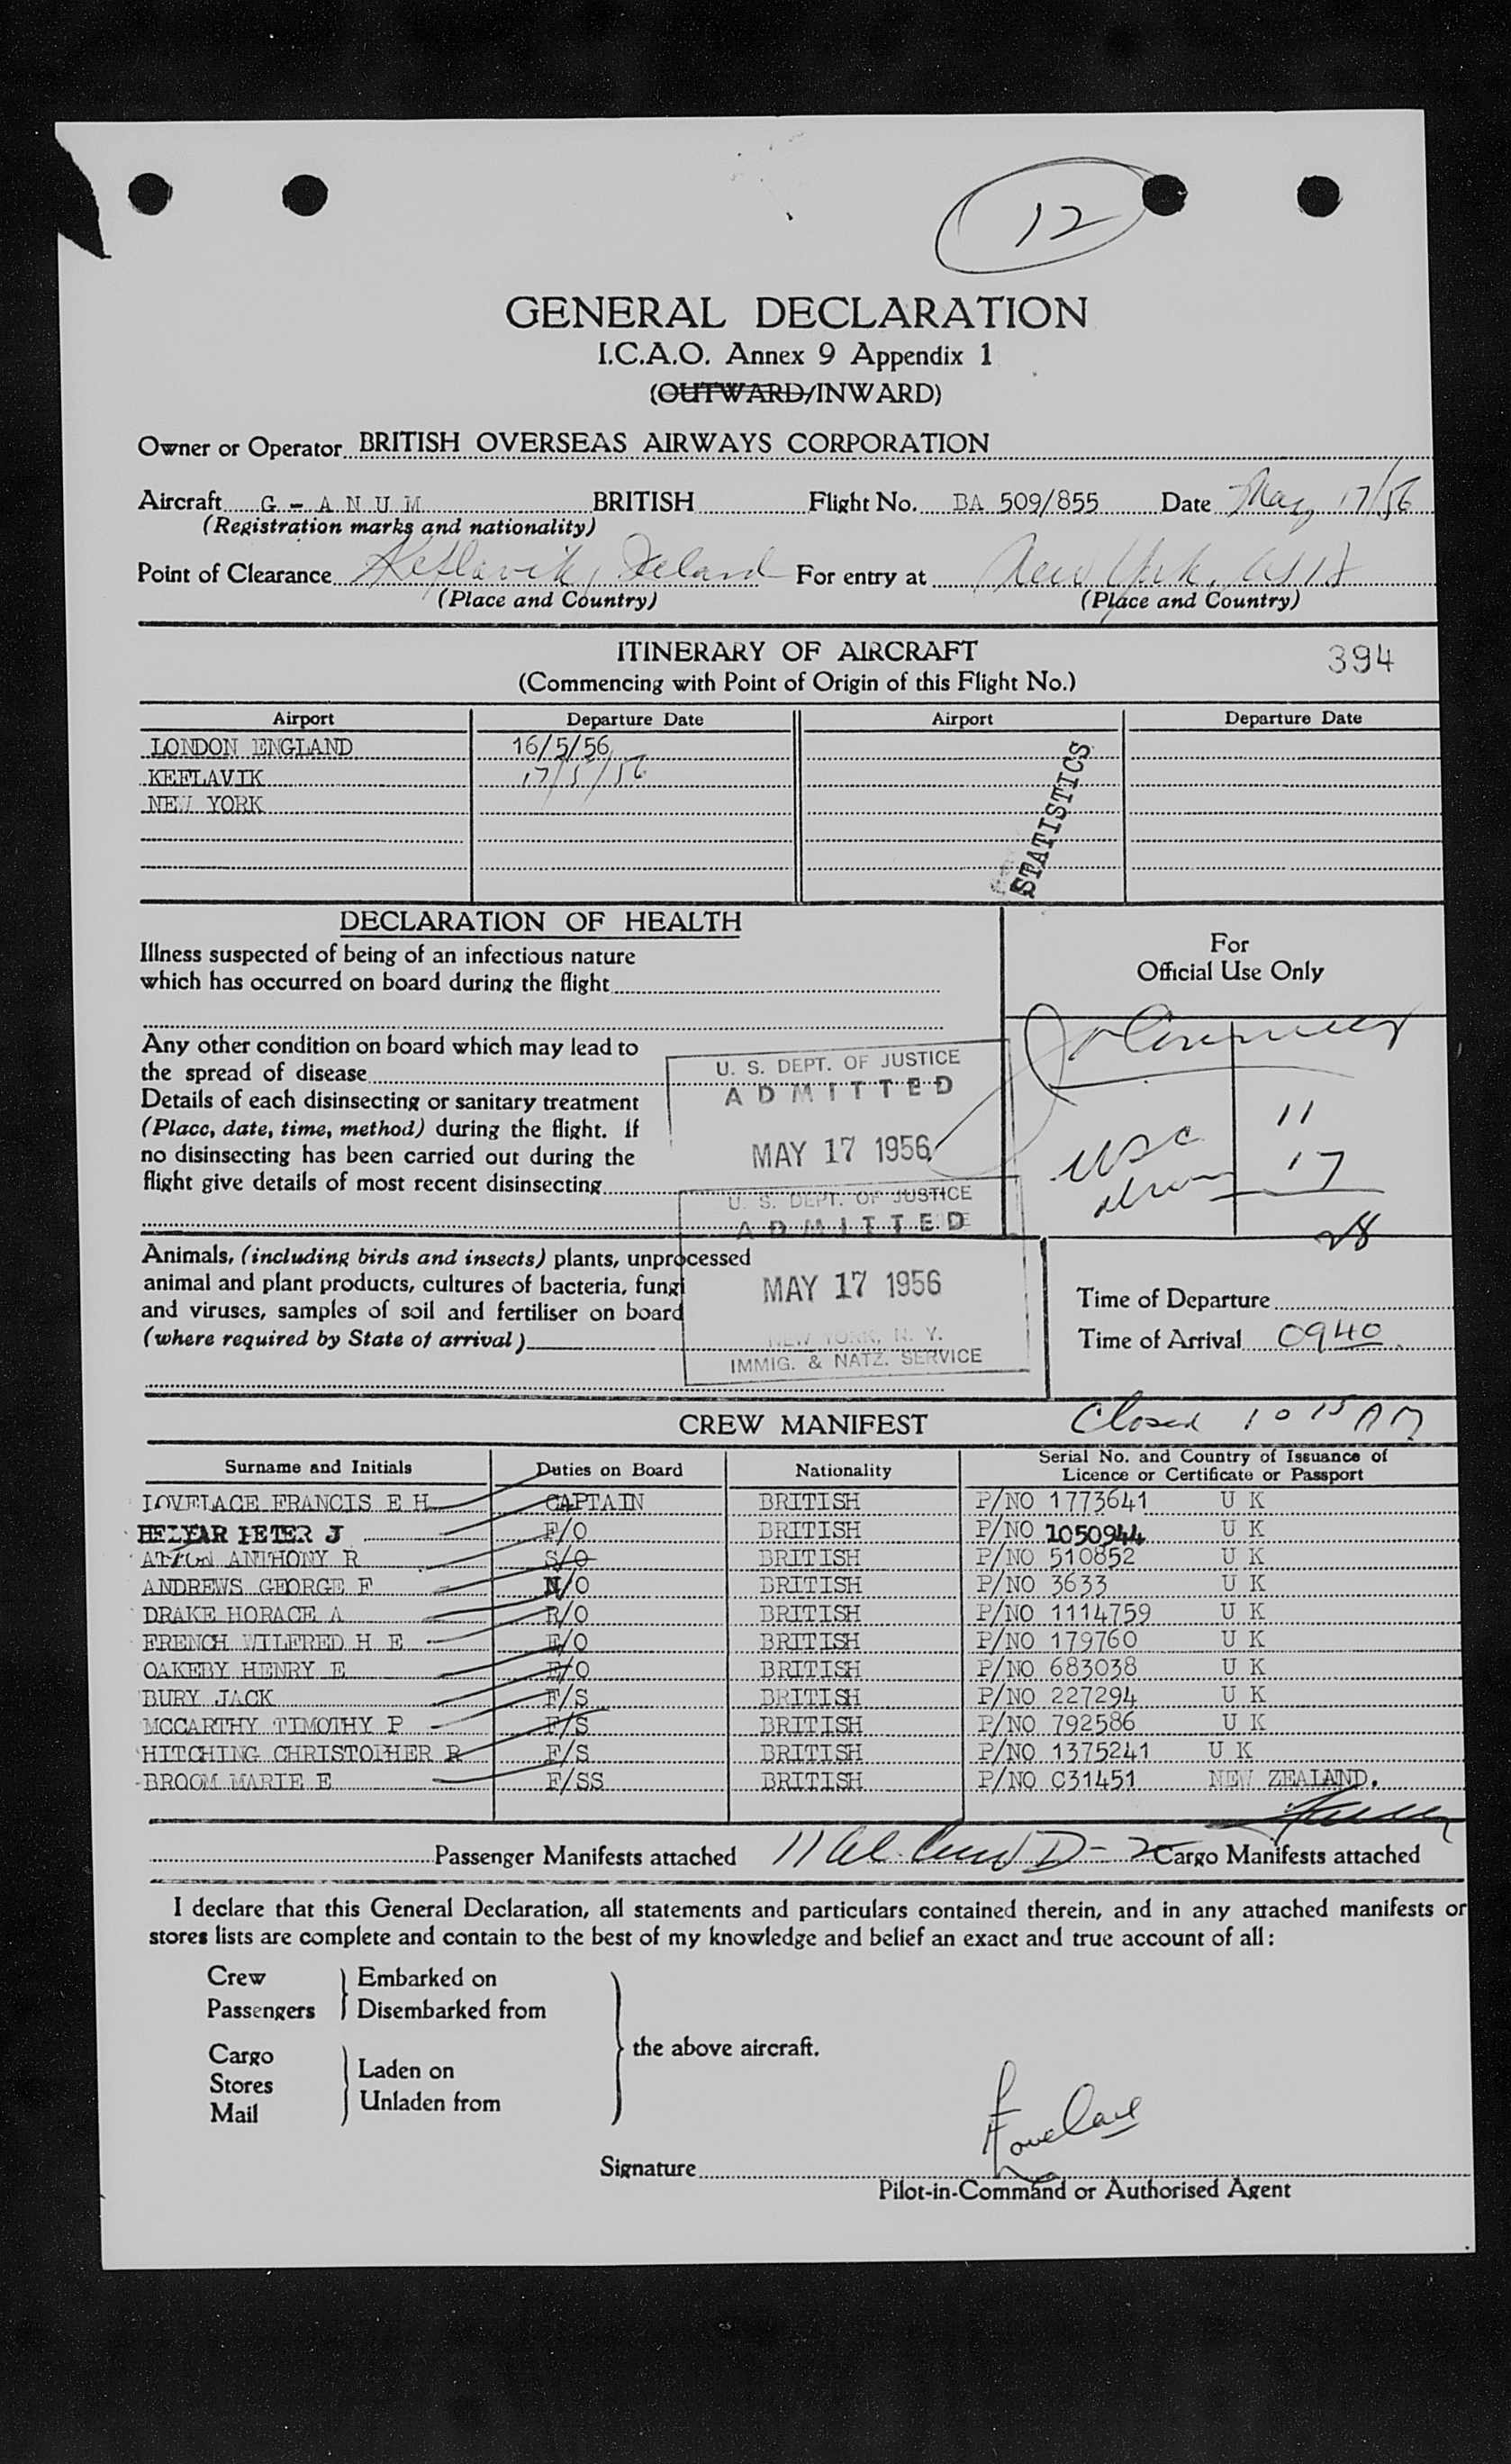 12
GENERAL DECLARATION
I.C.A.O. Annex 9 Appendix 1
(OUTWARD/INWARD)
Owner or Operator BRITISH OVERSEAS AIRWAYS CORPORATION
Aircraft G - A N U M BRITISH Flight No. BA 509/855 Date May 17/56
(Registration marks and nationality)
Point of Clearance Keflavik, Iceland For entry at New York, USA
(Place and Country) (Place and Country)
ITINERARY OF AIRCRAFT 394
(Commencing with Point of Origin of this Flight No.)
Airport Departure Date Airport Departure Date
LONDON ENGLAND 16/5/56
KEFLAVIK 17/5/56
NEW YORK
STATISTICS
DECLARATION OF HEALTH
Illness suspected of being of an infectious nature
which has occurred on board during the flight
For
Official Use Only
Any other condition on board which may lead to
the spread of disease
Details of each disinsecting or sanitary treatment
(Place, date, time, method) during the flight. If
no disinsecting has been carried out during the
flight give details of most recent disinsecting
U. S. DEPT. OF JUSTICE
ADMITTED
MAY 17 1956
U. S. DEPT. OF JUSTICE
ADMITTED
MAY 17 1956
NEW YORK, N. Y.
IMMIG. & NATZ. SERVICE
USC 11
17
28
Animals, (including birds and insects) plants, unprocessed
animal and plant products, cultures of bacteria, fungi
and viruses, samples of soil and fertiliser on board
(where required by State of arrival)
Time of Departure
Time of Arrival 0940
CREW MANIFEST Closed 10 15 AM
Surname and Initials Duties on Board Nationality Serial No. and Country of Issuance of
Licence or Certificate or Passport
LOVELACE FRANCIS E H CAPTAIN BRITISH P/NO 1773641 U K
HELYAR PETER J F/O BRITISH P/NO 1050944 U K
ANTHONY R S/O BRITISH P/NO 510852 U K
ANDREWS GEORGE F N/O BRITISH P/NO 3633 U K
DRAKE HORACE A R/O BRITISH P/NO 1114759 U K
FRENCH WILFRED H E E/O BRITISH P/NO 179760 U K
OAKEBY HENRY E E/O BRITISH P/NO 683038 U K
BURY JACK F/S BRITISH P/NO 227294 U K
MCCARTHY TIMOTHY P F/S BRITISH P/NO 792586 U K
HITCHING CHRISTOPHER R F/S BRITISH P/NO 1375241 U K
BROOM MARIE E F/SS BRITISH P/NO C31451 NEW ZEALAND.
Passenger Manifests attached 11 Cargo Manifests attached
I declare that this General Declaration, all statements and particulars contained therein, and in any attached manifests or
stores lists are complete and contain to the best of my knowledge and belief an exact and true account of all:
Crew Embarked on
Passengers Disembarked from
the above aircraft.
Cargo
Stores
Mail
Laden on
Unladen from
Lovelace
Signature
Pilot-in-Command or Authorised Agent